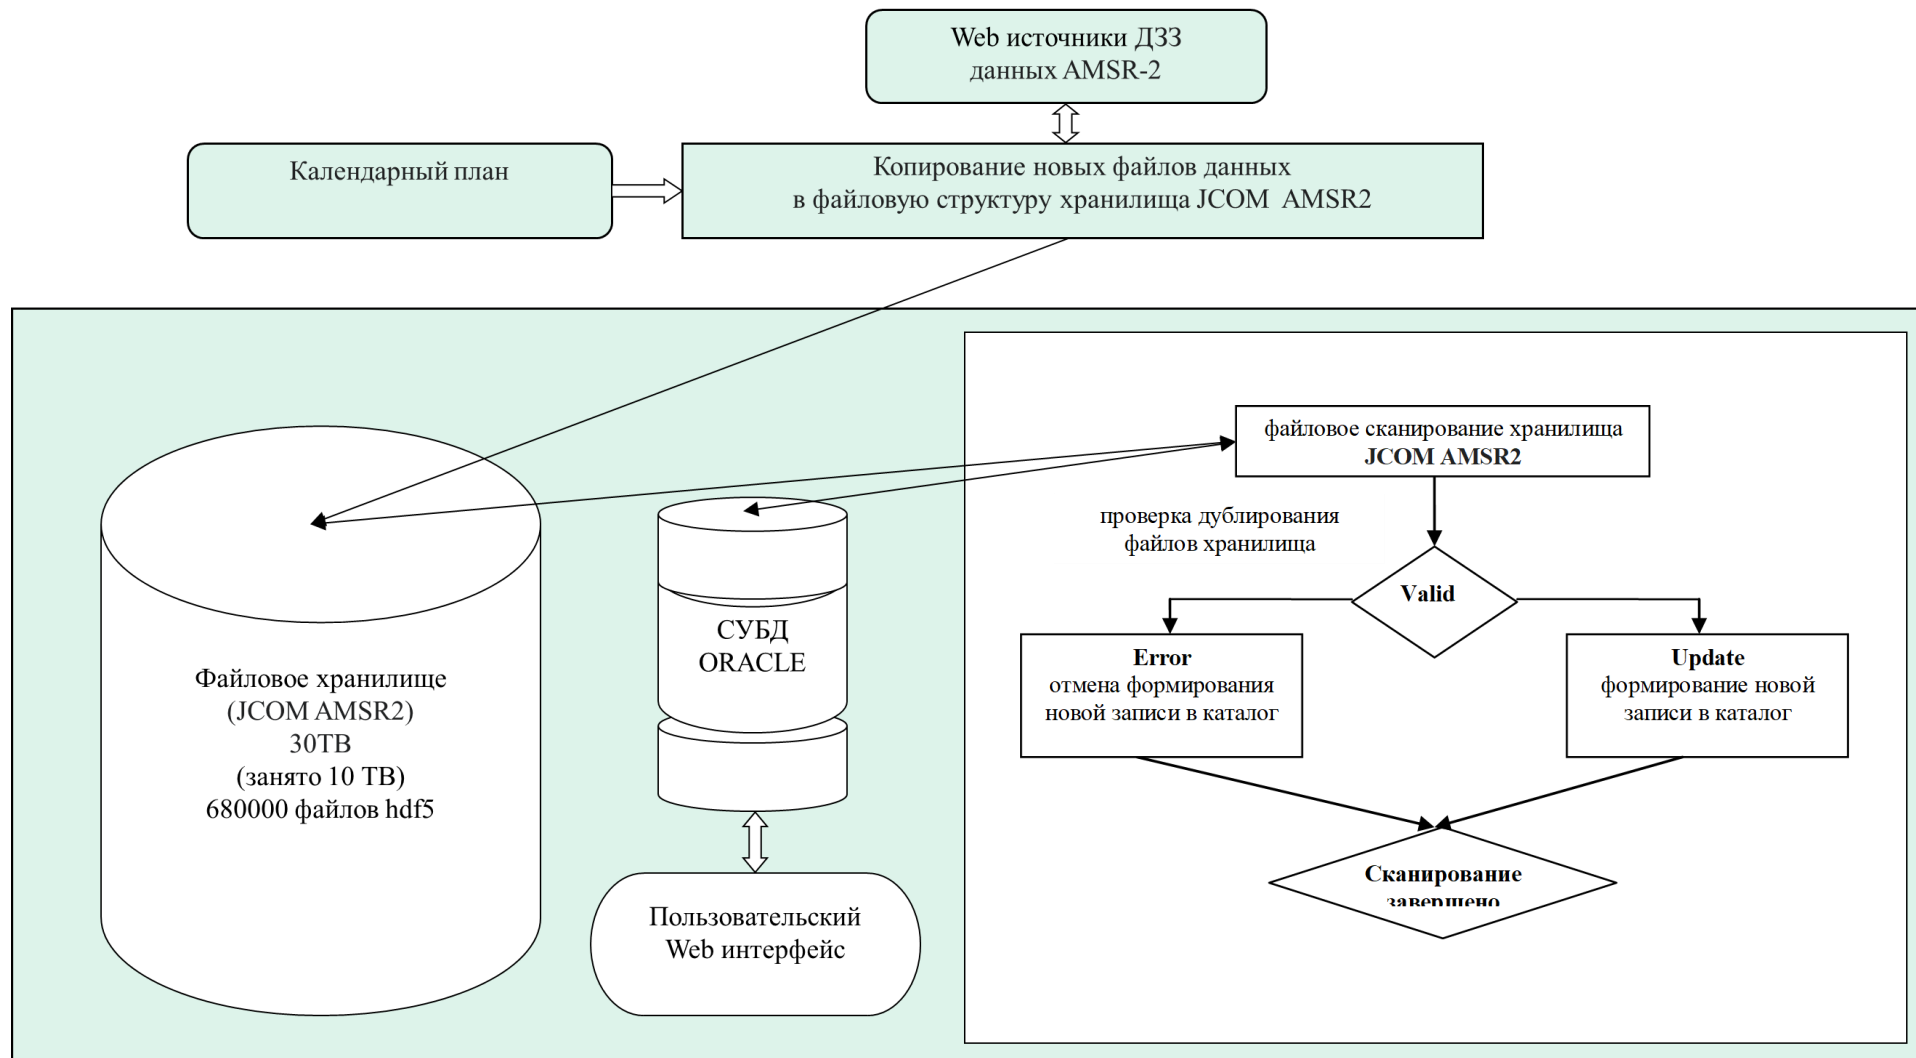 Web источники ДЗЗ
данных AMSR-2
Календарный план
Копирование новых файлов данных
в файловую структуру хранилища JCOM AMSR2
файловое сканирование хранилища
JCOM AMSR2
проверка дублирования
файлов хранилища
Valid
Error
отмена формирования
новой записи в каталог
Update
формирование новой
записи в каталог
Сканирование
завершено
СУБД
ORACLE
Файловое хранилище
(JCOM AMSR2)
30TB
(занято 10 TB)
680000 файлов hdf5
Пользовательский
Web интерфейс